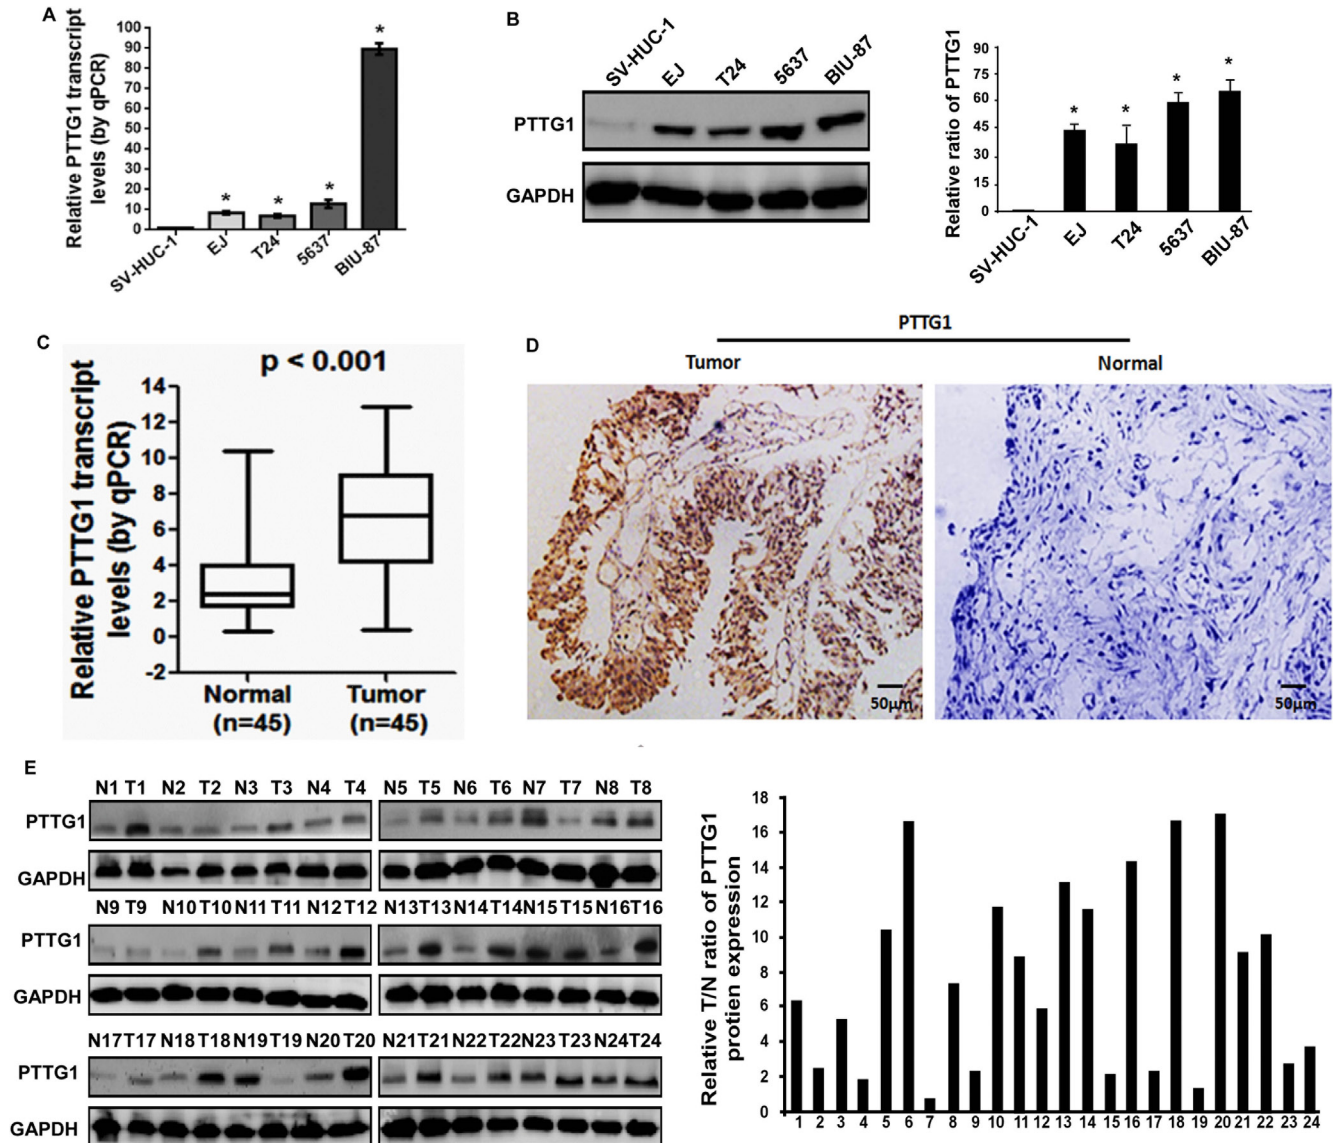 A
Relative PTTG1 transcript
levels (by qPCR)
100
90
80
70
60
50
40
30
20
10
0
* * * *
SV-HUC-1 EJ T24 5637 BIU-87
B
SV-HUC-1 EJ T24 5637 BIU-87
PTTG1
GAPDH
Relative ratio of PTTG1
90
75
60
45
30
15
0
* * * *
SV-HUC-1 EJ T24 5637 BIU-87
C
p < 0.001
Relative PTTG1 transcript
levels (by qPCR)
14
12
10
8
6
4
2
0
-2
Normal Tumor
(n=45) (n=45)
D
PTTG1
Tumor Normal
50μm 50μm
E
N1 T1 N2 T2 N3 T3 N4 T4 N5 T5 N6 T6 N7 T7 N8 T8
PTTG1
GAPDH
N9 T9 N10 T10 N11 T11 N12 T12 N13 T13 N14 T14 N15 T15 N16 T16
PTTG1
GAPDH
N17 T17 N18 T18 N19 T19 N20 T20 N21 T21 N22 T22 N23 T23 N24 T24
PTTG1
GAPDH
Relative T/N ratio of PTTG1
protien expression
18
16
14
12
10
8
6
4
2
0
1 2 3 4 5 6 7 8 9 10 11 12 13 14 15 16 17 18 19 20 21 22 23 24